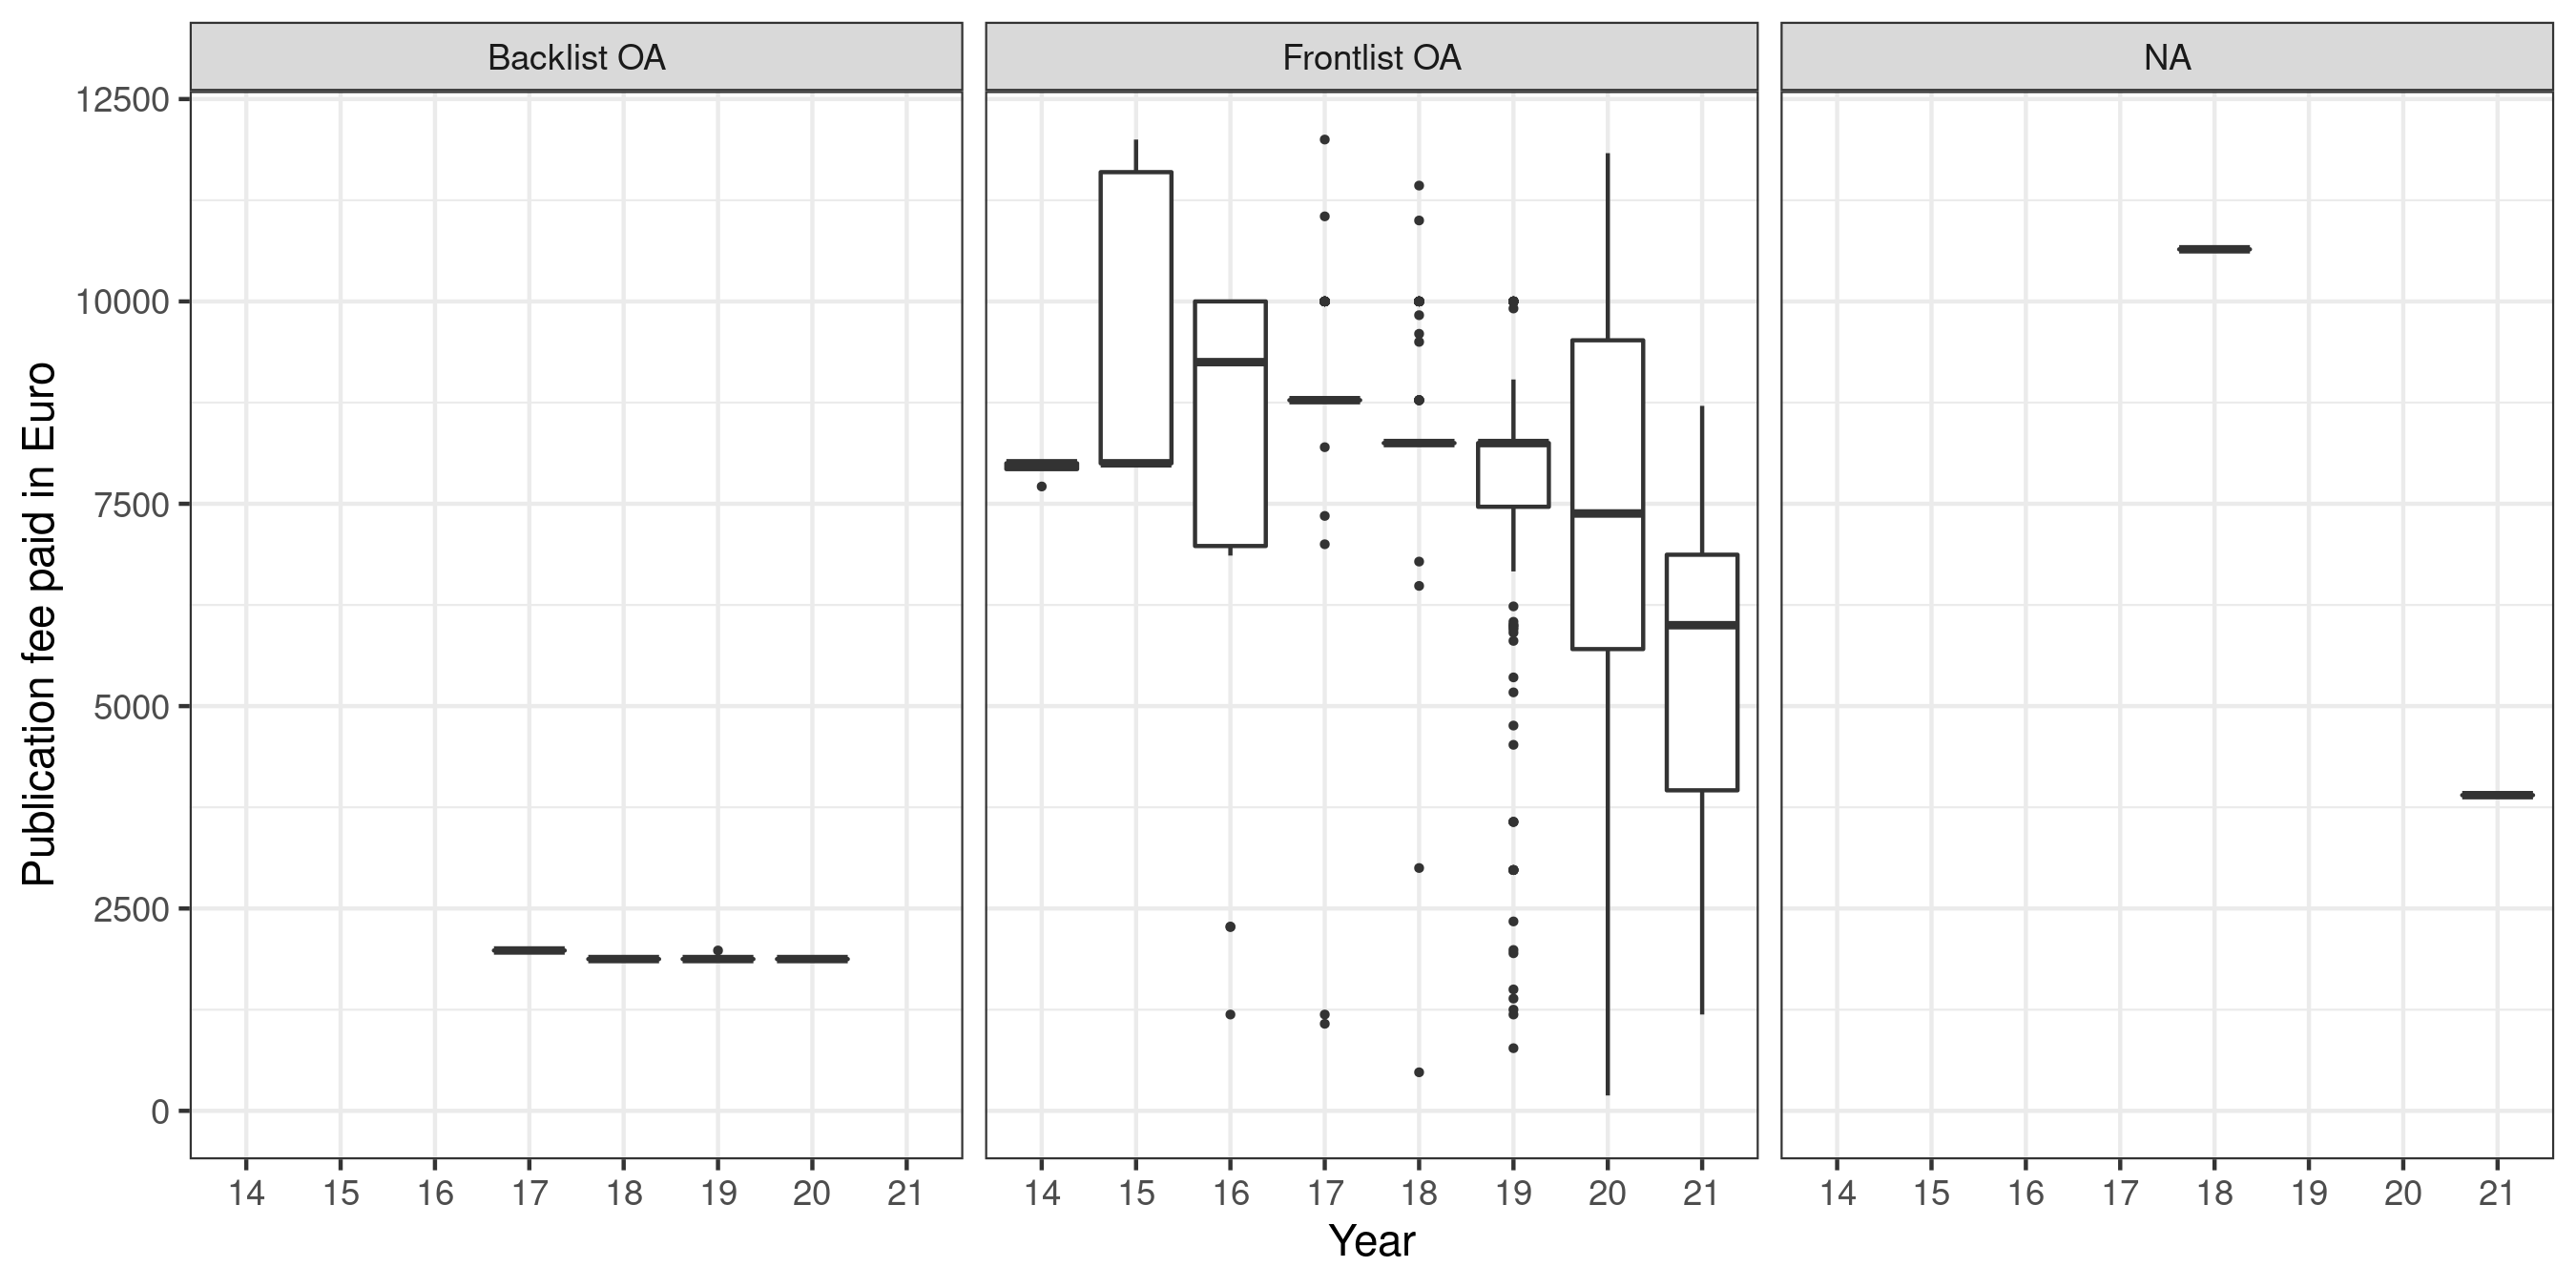 Backlist OA
Frontlist OA
NA
Publication fee paid in Euro
12500
10000
7500
5000
2500
0
14 15 16 17 18 19 20 21
14 15 16 17 18 19 20 21
14 15 16 17 18 19 20 21
Year